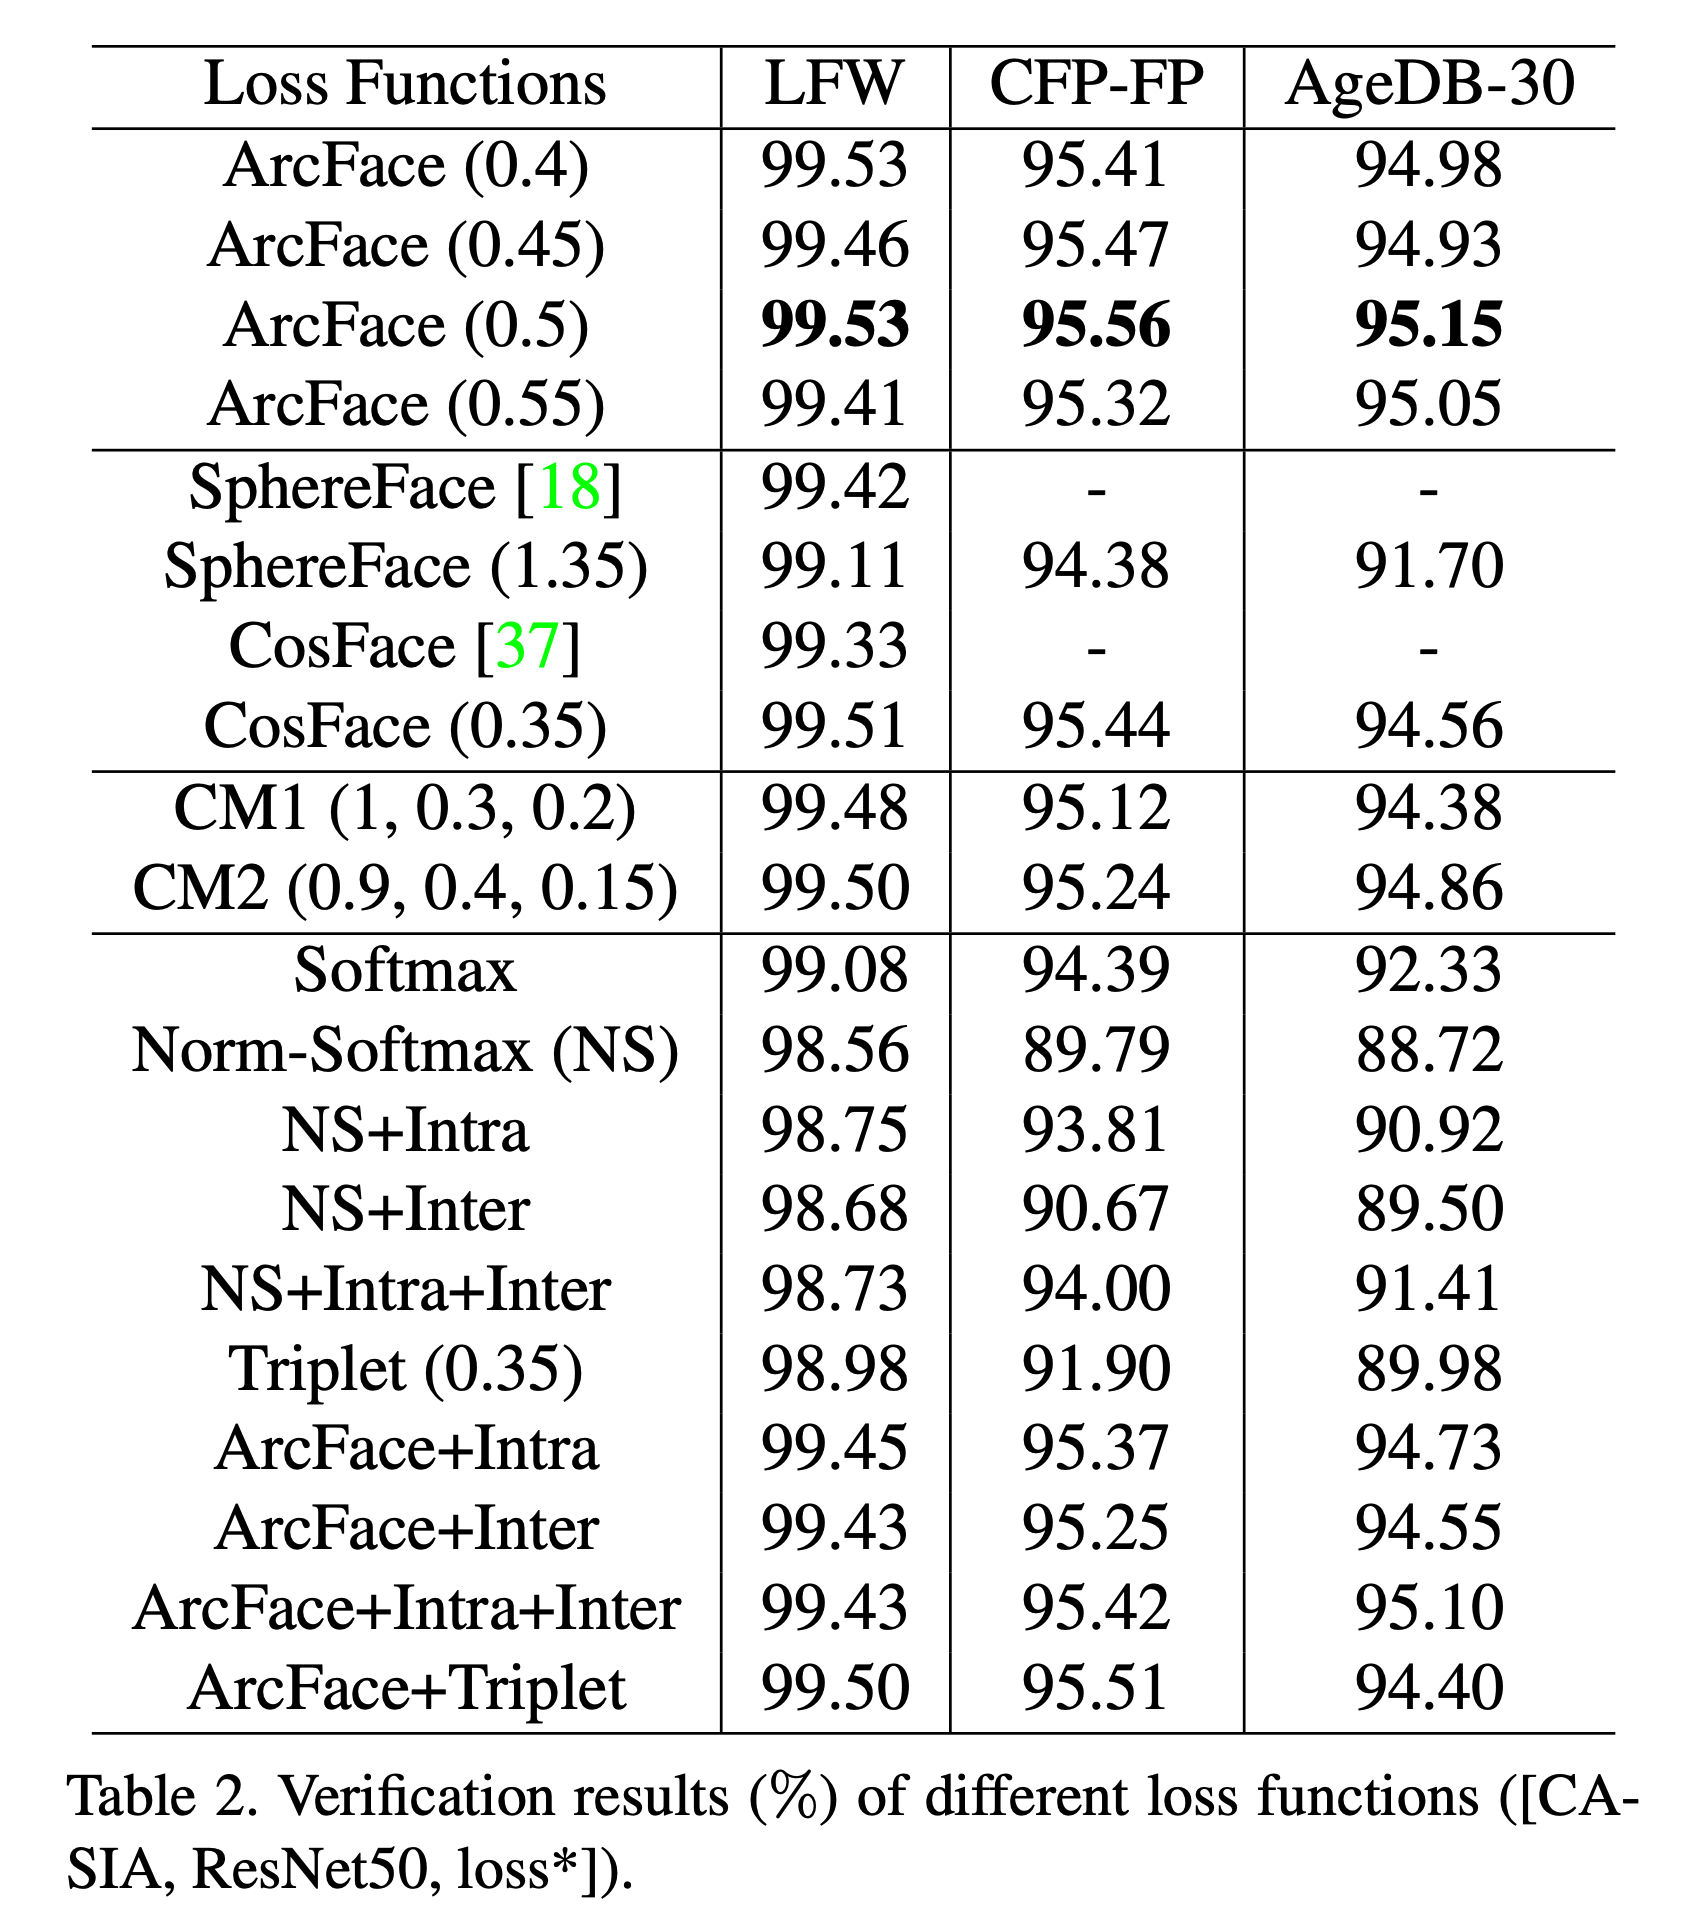 Loss Functions LFW CFP-FP AgeDB-30
ArcFace (0.4) 99.53 95.41 94.98
ArcFace (0.45) 99.46 95.47 94.93
ArcFace (0.5) 99.53 95.56 95.15
ArcFace (0.55) 99.41 95.32 95.05
SphereFace [18] 99.42 - -
SphereFace (1.35) 99.11 94.38 91.70
CosFace [37] 99.33 - -
CosFace (0.35) 99.51 95.44 94.56
CM1 (1, 0.3, 0.2) 99.48 95.12 94.38
CM2 (0.9, 0.4, 0.15) 99.50 95.24 94.86
Softmax 99.08 94.39 92.33
Norm-Softmax (NS) 98.56 89.79 88.72
NS+Intra 98.75 93.81 90.92
NS+Inter 98.68 90.67 89.50
NS+Intra+Inter 98.73 94.00 91.41
Triplet (0.35) 98.98 91.90 89.98
ArcFace+Intra 99.45 95.37 94.73
ArcFace+Inter 99.43 95.25 94.55
ArcFace+Intra+Inter 99.43 95.42 95.10
ArcFace+Triplet 99.50 95.51 94.40
Table 2. Verification results (%) of different loss functions ([CA-
SIA, ResNet50, loss*]).